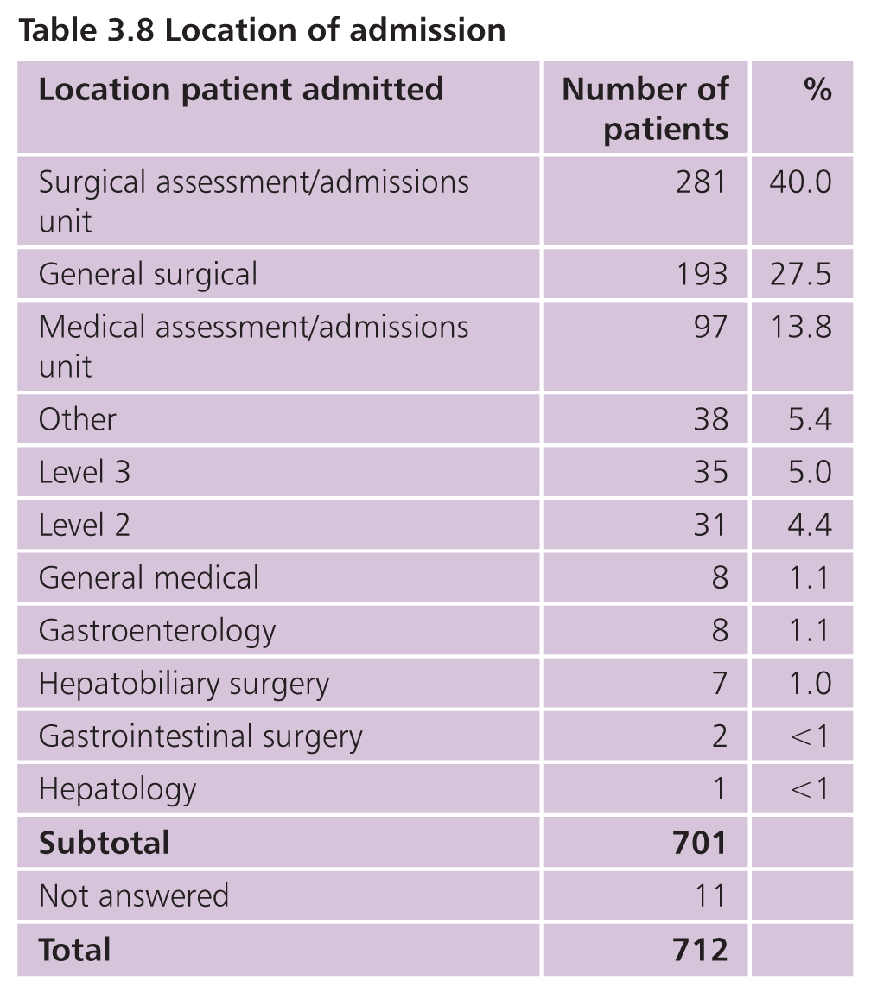 Table 3.8 Location of admission
Location patient admitted Number of patients %
Surgical assessment/admissions unit 281 40.0
General surgical 193 27.5
Medical assessment/admissions unit 97 13.8
Other 38 5.4
Level 3 35 5.0
Level 2 31 4.4
General medical 8 1.1
Gastroenterology 8 1.1
Hepatobiliary surgery 7 1.0
Gastrointestinal surgery 2 <1
Hepatology 1 <1
Subtotal 701
Not answered 11
Total 712